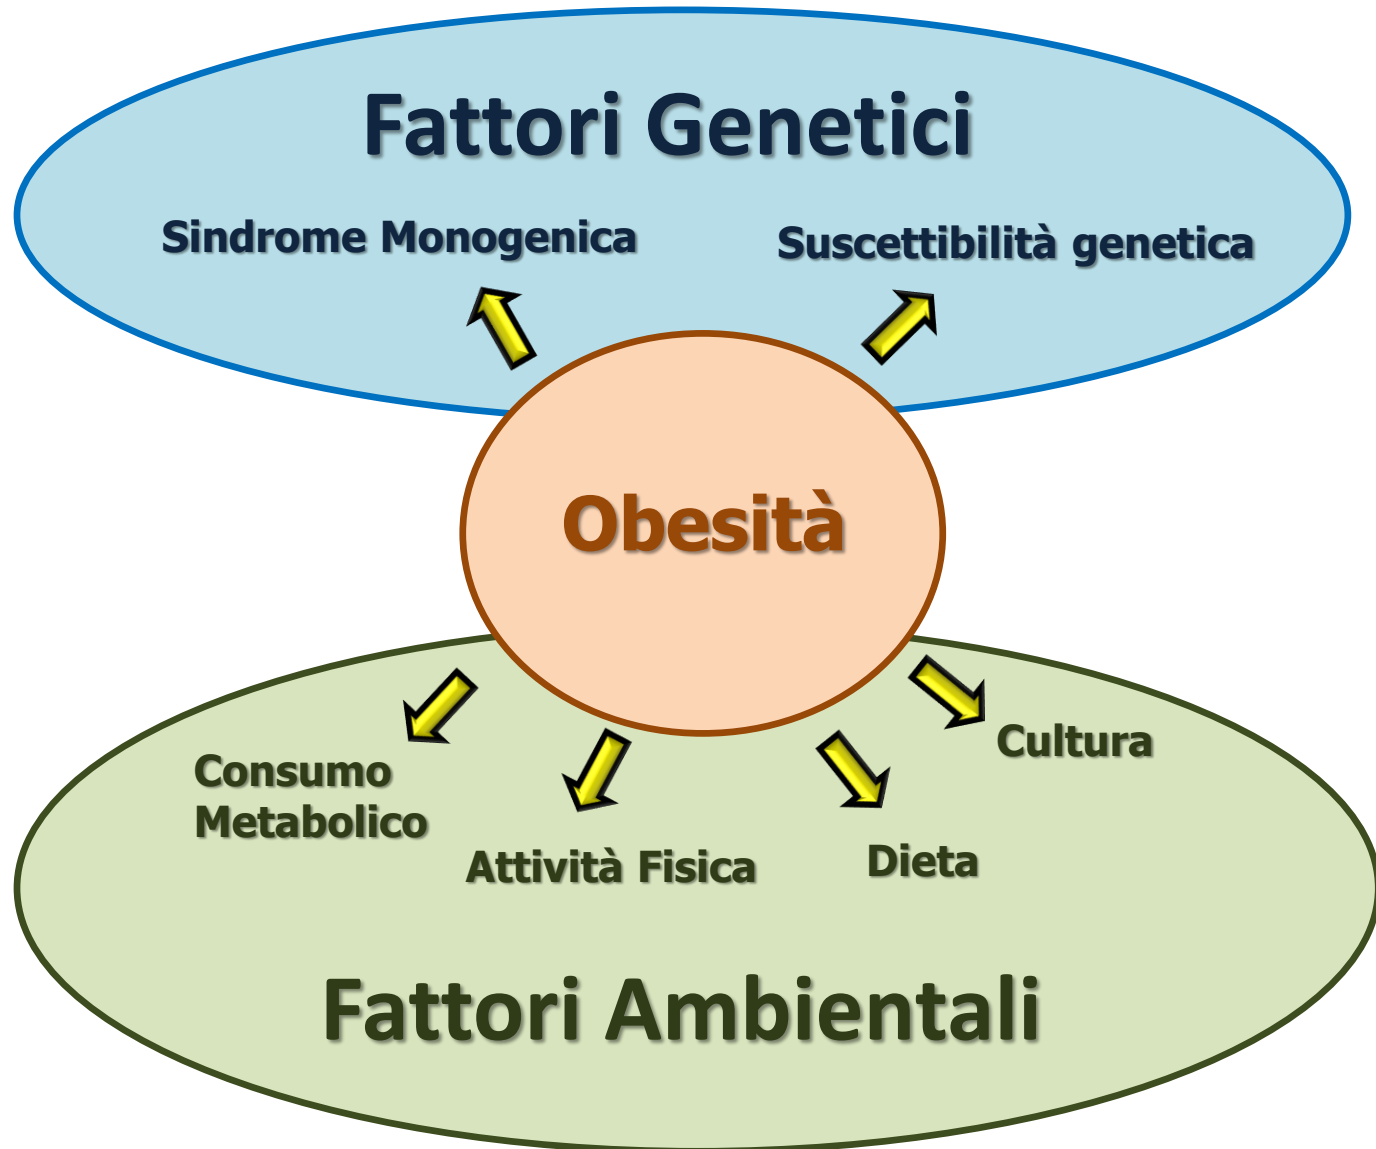 Fattori Genetici
Sindrome Monogenica
Suscettibilità genetica
Obesità
Consumo
Metabolico
Attività Fisica
Dieta
Cultura
Fattori Ambientali